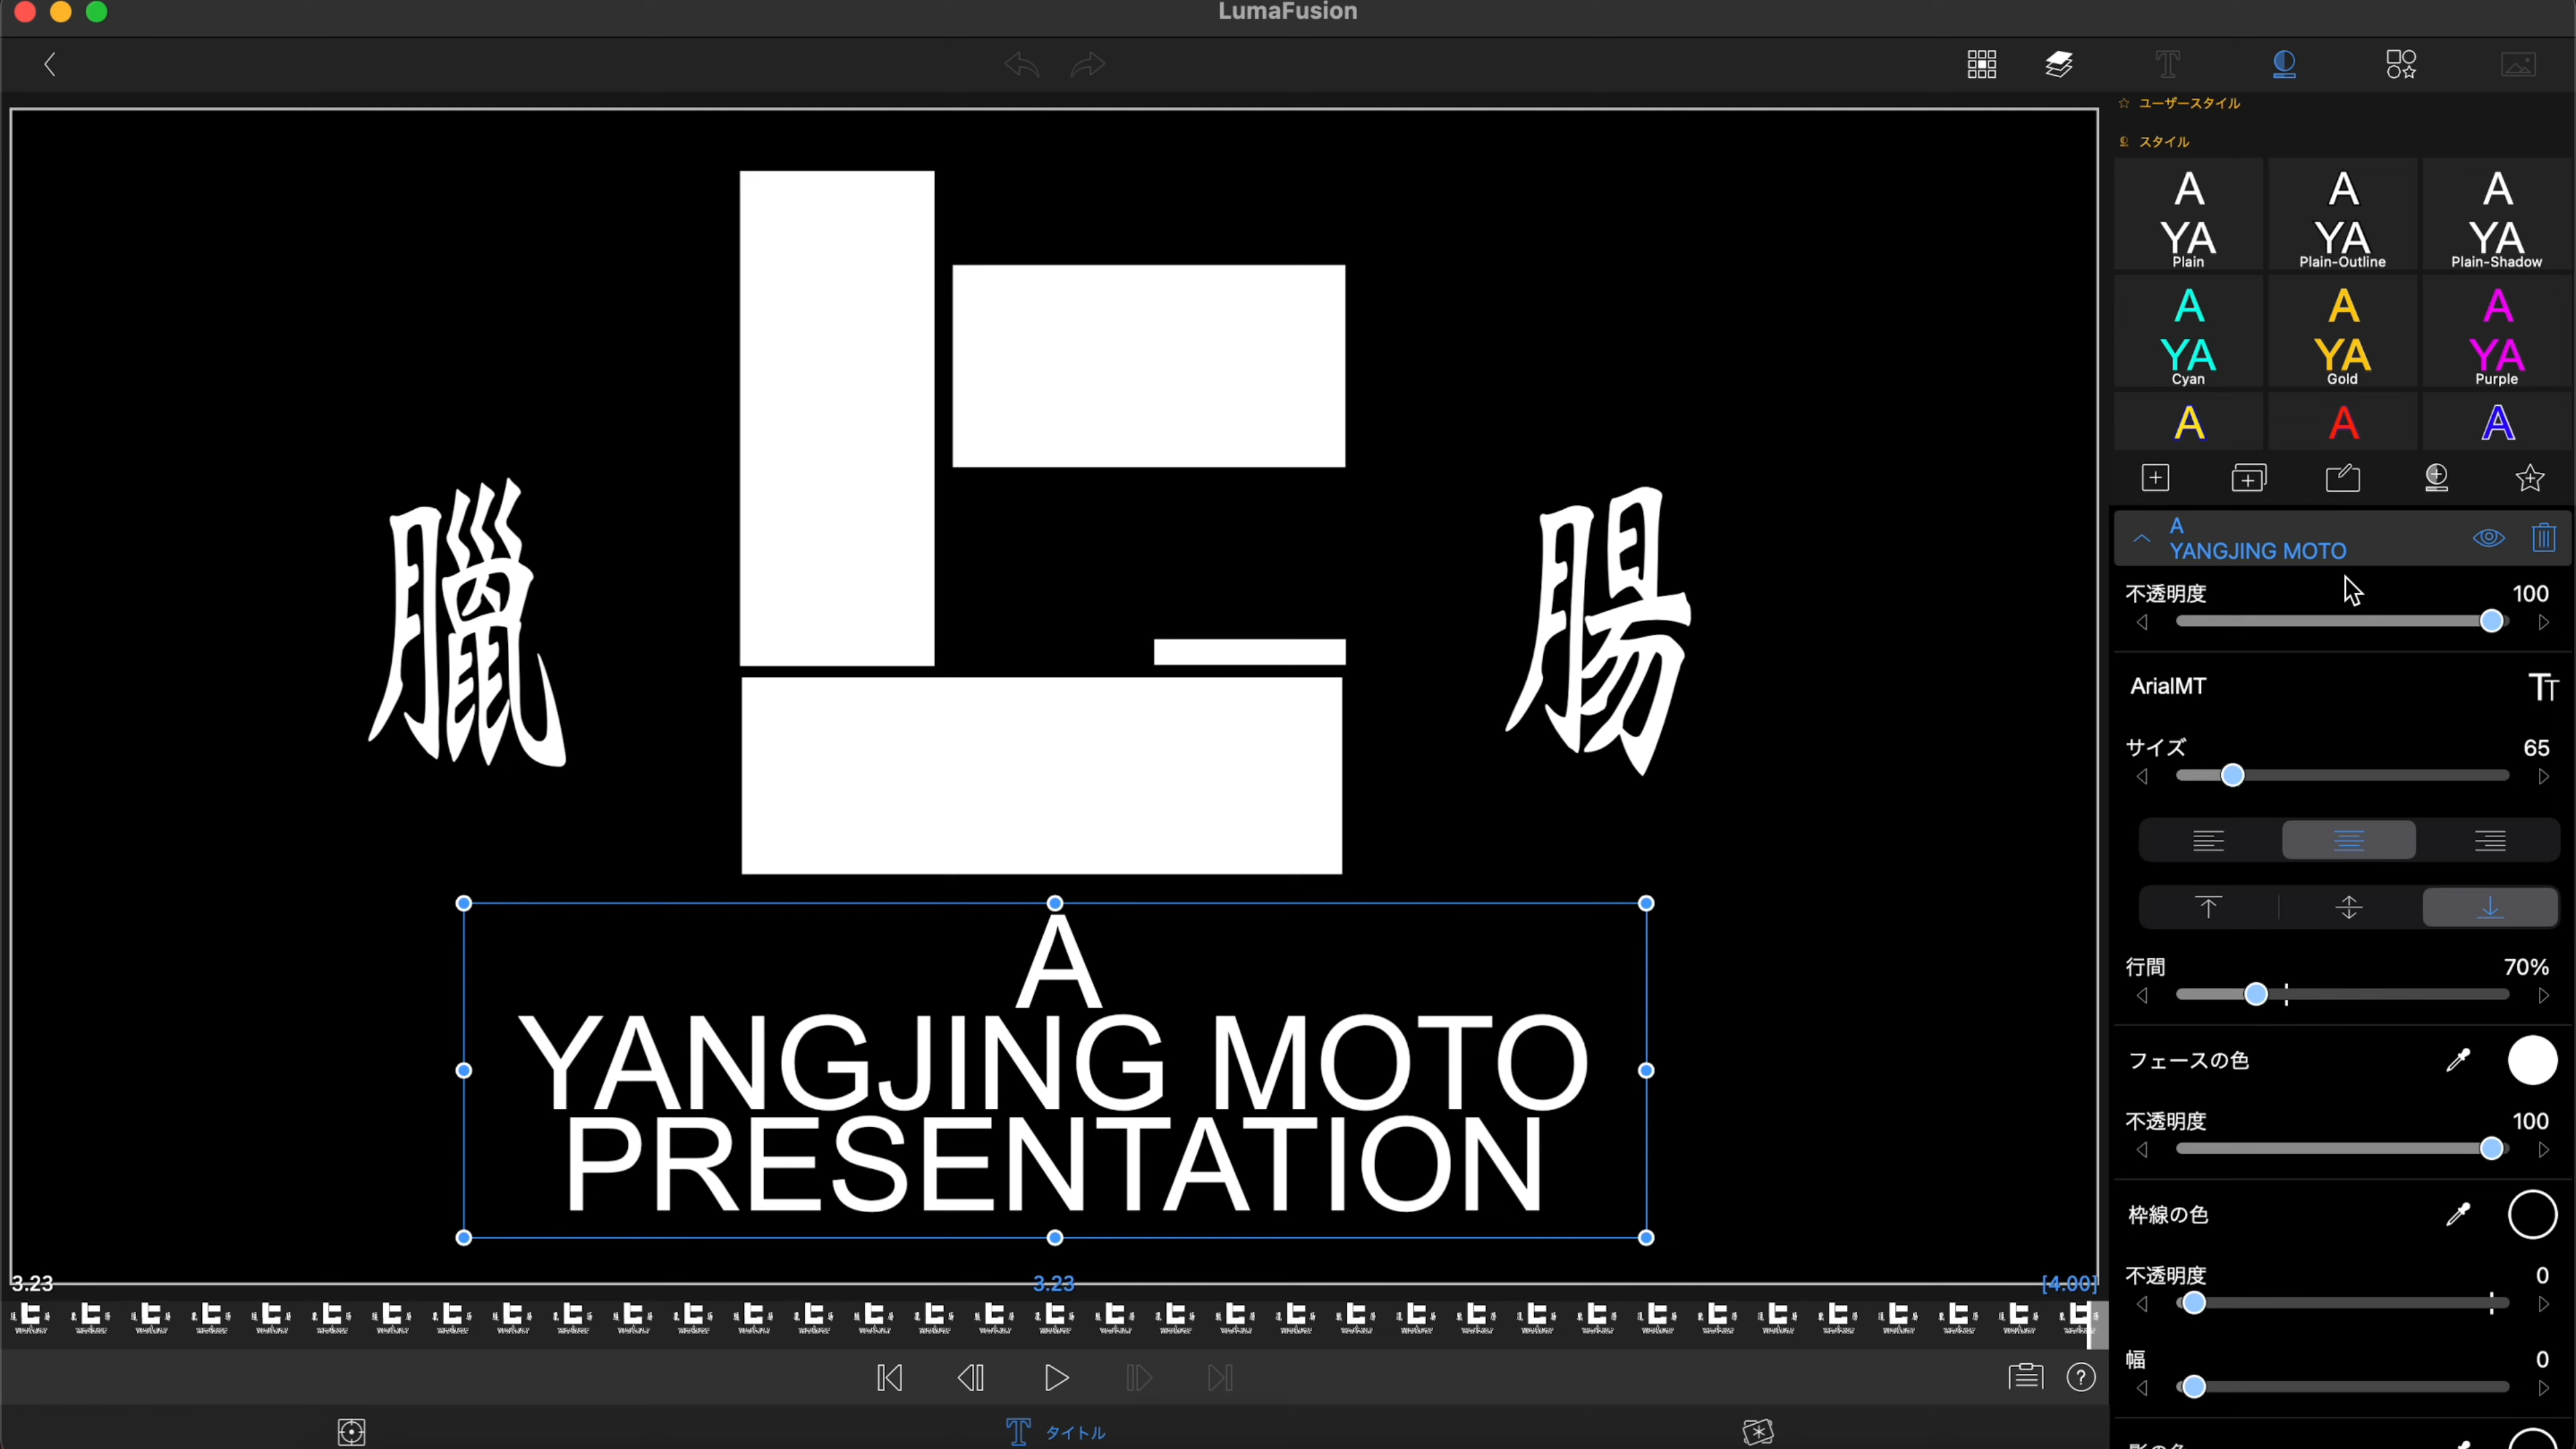 LumaFusion
ユーザースタイル
スタイル
A
YA
Plain
A
YA
Plain-Outline
A
YA
Plain-Shadow
A
YA
Cyan
A
YA
Gold
A
YA
Purple
A
A
A
A
YANGJING MOTO
不透明度 100
ArialMT
サイズ 65
行間 70%
フェースの色
不透明度 100
枠線の色
不透明度 0
幅 0
臘
腸
A
YANGJING MOTO
PRESENTATION
3.23
3.23
[4.00]
タイトル